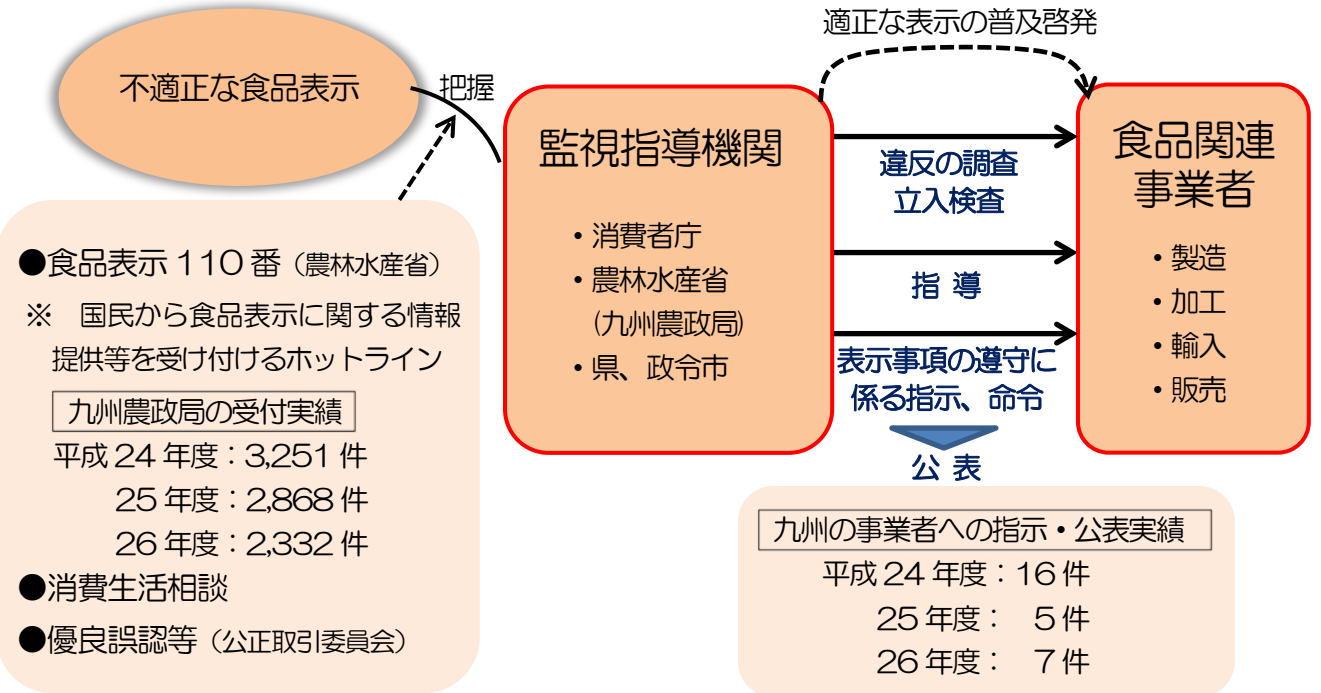 適正な表示の普及啓発
不適正な食品表示
把握
監視指導機関
・消費者庁
・農林水産省
(九州農政局)
・県、政令市
違反の調査
立入検査
指 導
表示事項の遵守に
係る指示、命令
公 表
食品関連
事業者
・製造
・加工
・輸入
・販売
●食品表示110番（農林水産省）
※　国民から食品表示に関する情報
提供等を受け付けるホットライン
九州農政局の受付実績
平成24年度：3,251件
25年度：2,868件
26年度：2,332件
●消費生活相談
●優良誤認等（公正取引委員会）
九州の事業者への指示・公表実績
平成24年度：16件
25年度：　5件
26年度：　7件